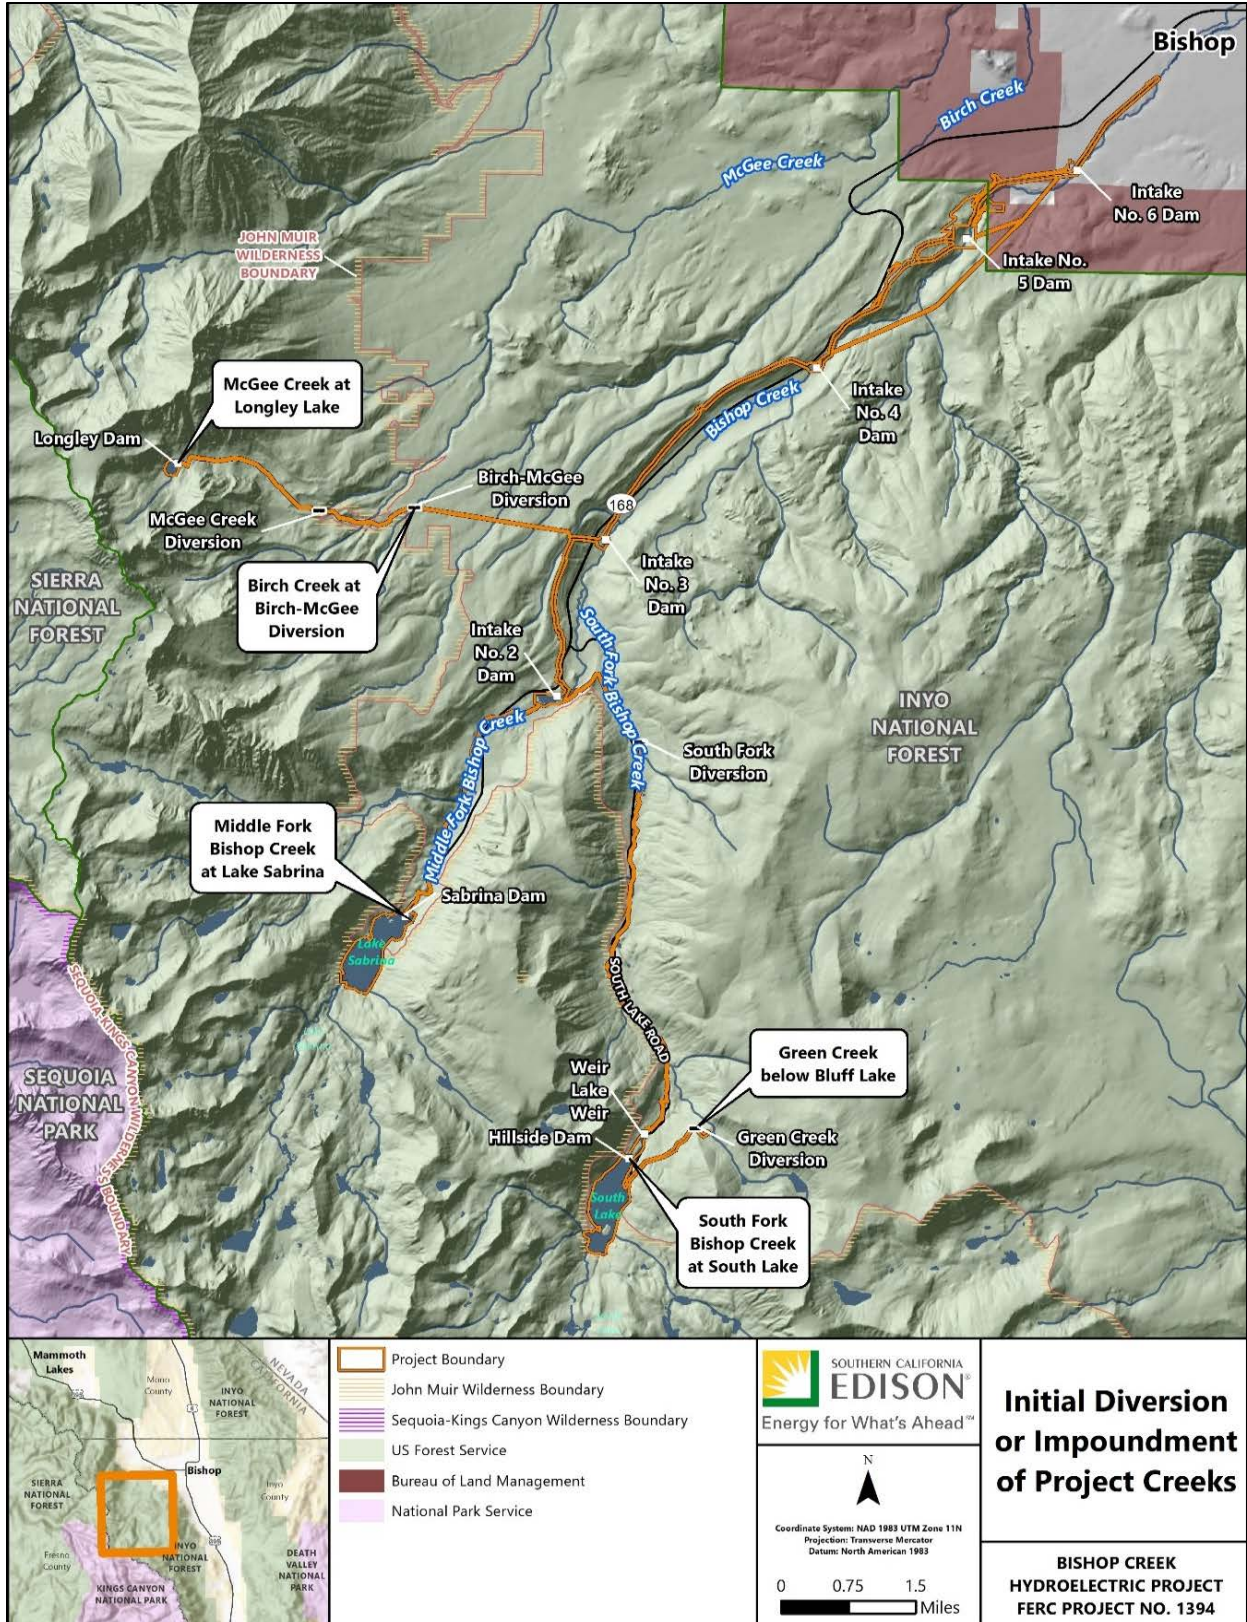 Bishop
Birch Creek
McGee Creek
Intake
No. 6 Dam
JOHN MUIR
WILDERNESS
BOUNDARY
Intake No.
5 Dam
McGee Creek at
Longley Lake
Intake
No. 4
Dam
Bishop Creek
Longley Dam
Birch-McGee
Diversion
168
McGee Creek
Diversion
Intake
No. 3
Dam
SIERRA
NATIONAL
FOREST
Birch Creek at
Birch-McGee
Diversion
South Fork Bishop Creek
Intake
No. 2
Dam
INYO
NATIONAL
FOREST
Middle Fork Bishop Creek
South Fork
Diversion
Middle Fork
Bishop Creek
at Lake Sabrina
Sabrina Dam
Lake
Sabrina
SEQUOIA-KINGS CANYON WILDERNESS BOUNDARY
SOUTH LAKE ROAD
SEQUOIA
NATIONAL
PARK
Green Creek
below Bluff Lake
Weir
Lake
Weir
Hillside Dam
Green Creek
Diversion
South
Lake
South Fork
Bishop Creek
at South Lake
Mammoth
Lakes
Mono
County
NEVADA
CALIFORNIA
INYO
NATIONAL
FOREST
6
395
Bishop
SIERRA
NATIONAL
FOREST
Inyo
County
Fresno
County
INYO
NATIONAL
FOREST
395
DEATH
VALLEY
NATIONAL
PARK
KINGS CANYON
NATIONAL PARK
Project Boundary
John Muir Wilderness Boundary
Sequoia-Kings Canyon Wilderness Boundary
US Forest Service
Bureau of Land Management
National Park Service
SOUTHERN CALIFORNIA
EDISON®
Energy for What's Ahead℠
N
Coordinate System: NAD 1983 UTM Zone 11N
Projection: Transverse Mercator
Datum: North American 1983
0 0.75 1.5
Miles
Initial Diversion
or Impoundment
of Project Creeks
BISHOP CREEK
HYDROELECTRIC PROJECT
FERC PROJECT NO. 1394